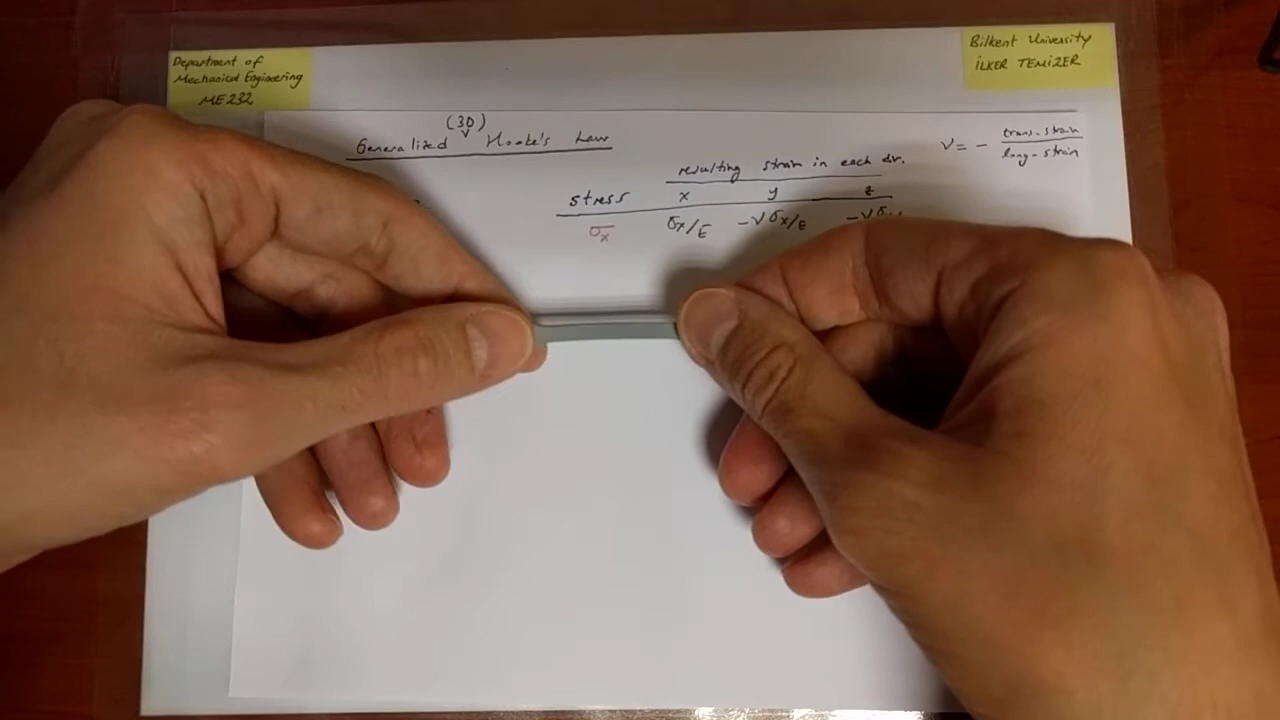 Department of
Mechanical Engineering
ME232
Bilkent University
İLKER TEMİZER
(3D)
Generalized Hooke's Law
ν = - trans. strain
long. strain
resulting strain in each dir.
stress x y z
σx σx/E -νσx/E -νσ